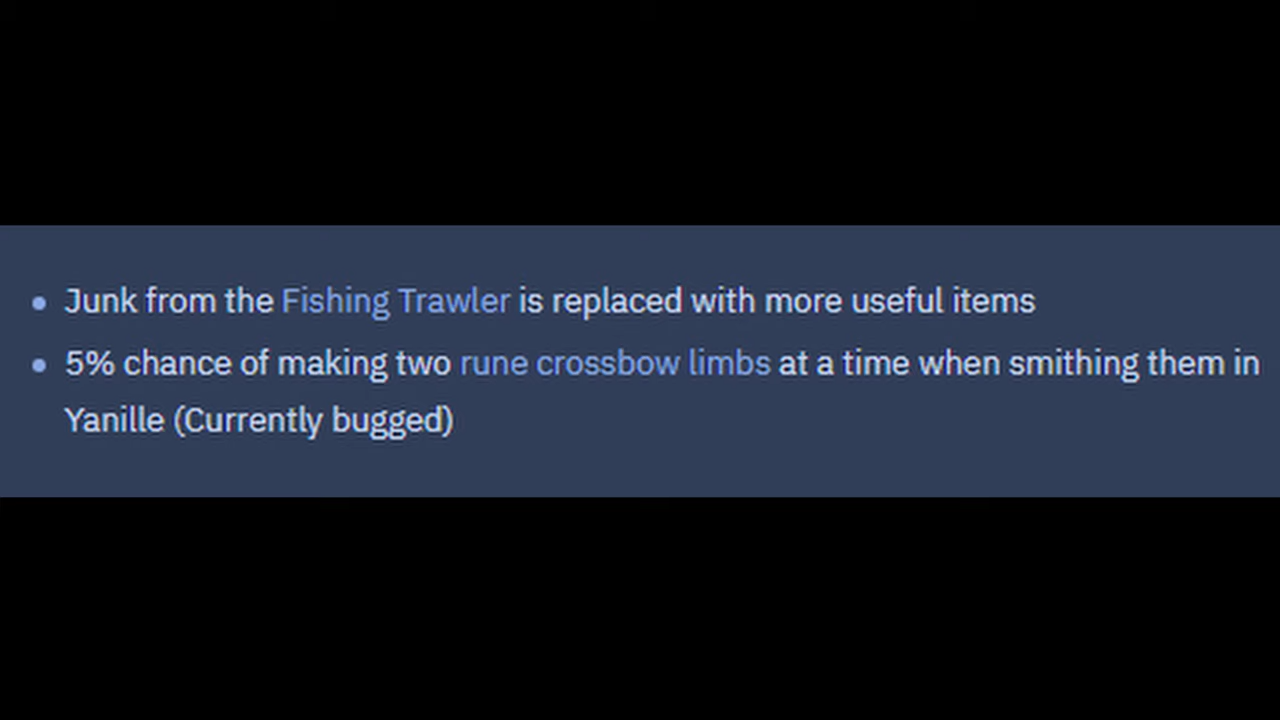 Junk from the Fishing Trawler is replaced with more useful items
5% chance of making two rune crossbow limbs at a time when smithing them in
Yanille (Currently bugged)